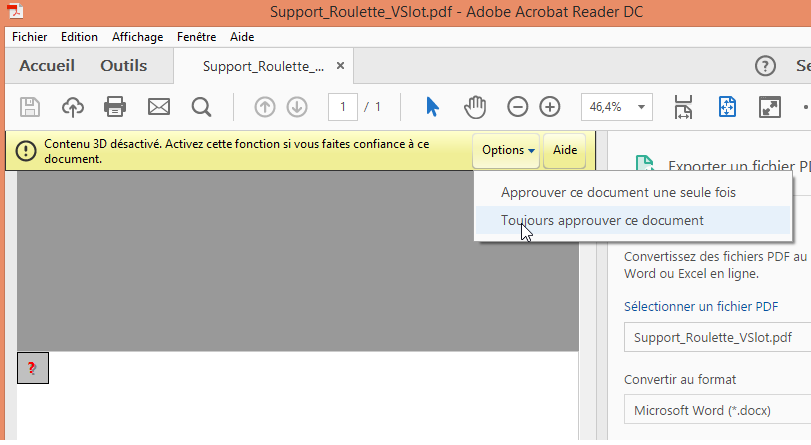 Support_Roulette_VSlot.pdf - Adobe Acrobat Reader DC
Fichier Edition Affichage Fenêtre Aide
Accueil Outils Support_Roulette_... × ? Se
1 / 1 46,4%
Contenu 3D désactivé. Activez cette fonction si vous faites confiance à ce
document.
Options Aide
Exporter un fichier PD
Approuver ce document une seule fois
Toujours approuver ce document
Convertissez des fichiers PDF au
Word ou Excel en ligne.
Sélectionner un fichier PDF
Support_Roulette_VSlot.pdf
?
Convertir au format
Microsoft Word (*.docx)